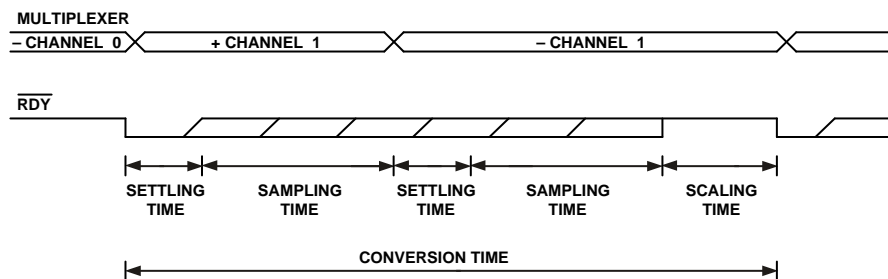 MULTIPLEXER
– CHANNEL 0 + CHANNEL 1 – CHANNEL 1
RDY
SETTLING TIME
SAMPLING TIME
SETTLING TIME
SAMPLING TIME
SCALING TIME
CONVERSION TIME